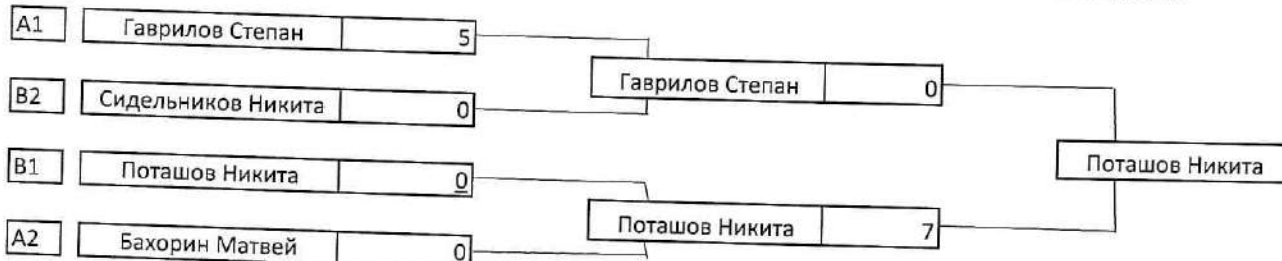 A1 Гаврилов Степан 5
Гаврилов Степан 0
B2 Сидельников Никита 0
Поташов Никита
B1 Поташов Никита 0
Поташов Никита 7
A2 Бахорин Матвей 0